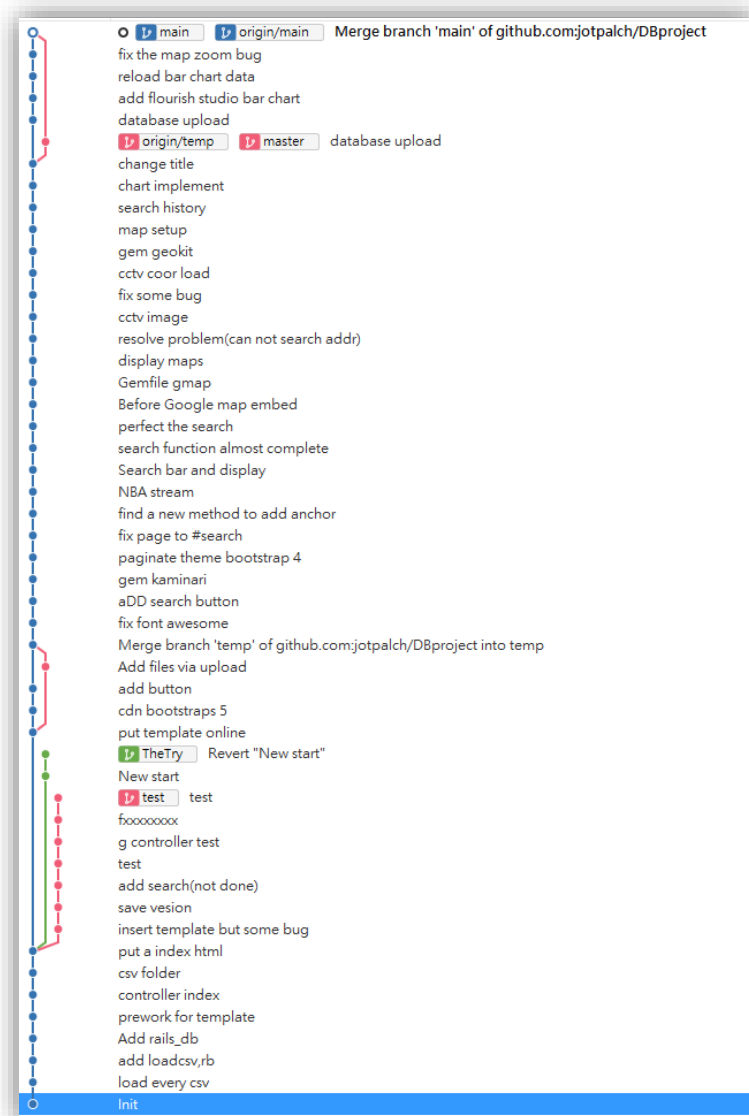 main origin/main Merge branch 'main' of github.com:jotpalch/DBproject
fix the map zoom bug
reload bar chart data
add flourish studio bar chart
database upload
origin/temp master database upload
change title
chart implement
search history
map setup
gem geokit
cctv coor load
fix some bug
cctv image
resolve problem(can not search addr)
display maps
Gemfile gmap
Before Google map embed
perfect the search
search function almost complete
Search bar and display
NBA stream
find a new method to add anchor
fix page to #search
paginate theme bootstrap 4
gem kaminari
aDD search button
fix font awesome
Merge branch 'temp' of github.com:jotpalch/DBproject into temp
Add files via upload
add button
cdn bootstraps 5
put template online
TheTry Revert "New start"
New start
test test
fxxxxxxxx
g controller test
test
add search(not done)
save vesion
insert template but some bug
put a index html
csv folder
controller index
prework for template
Add rails_db
add loadcsv,rb
load every csv
Init